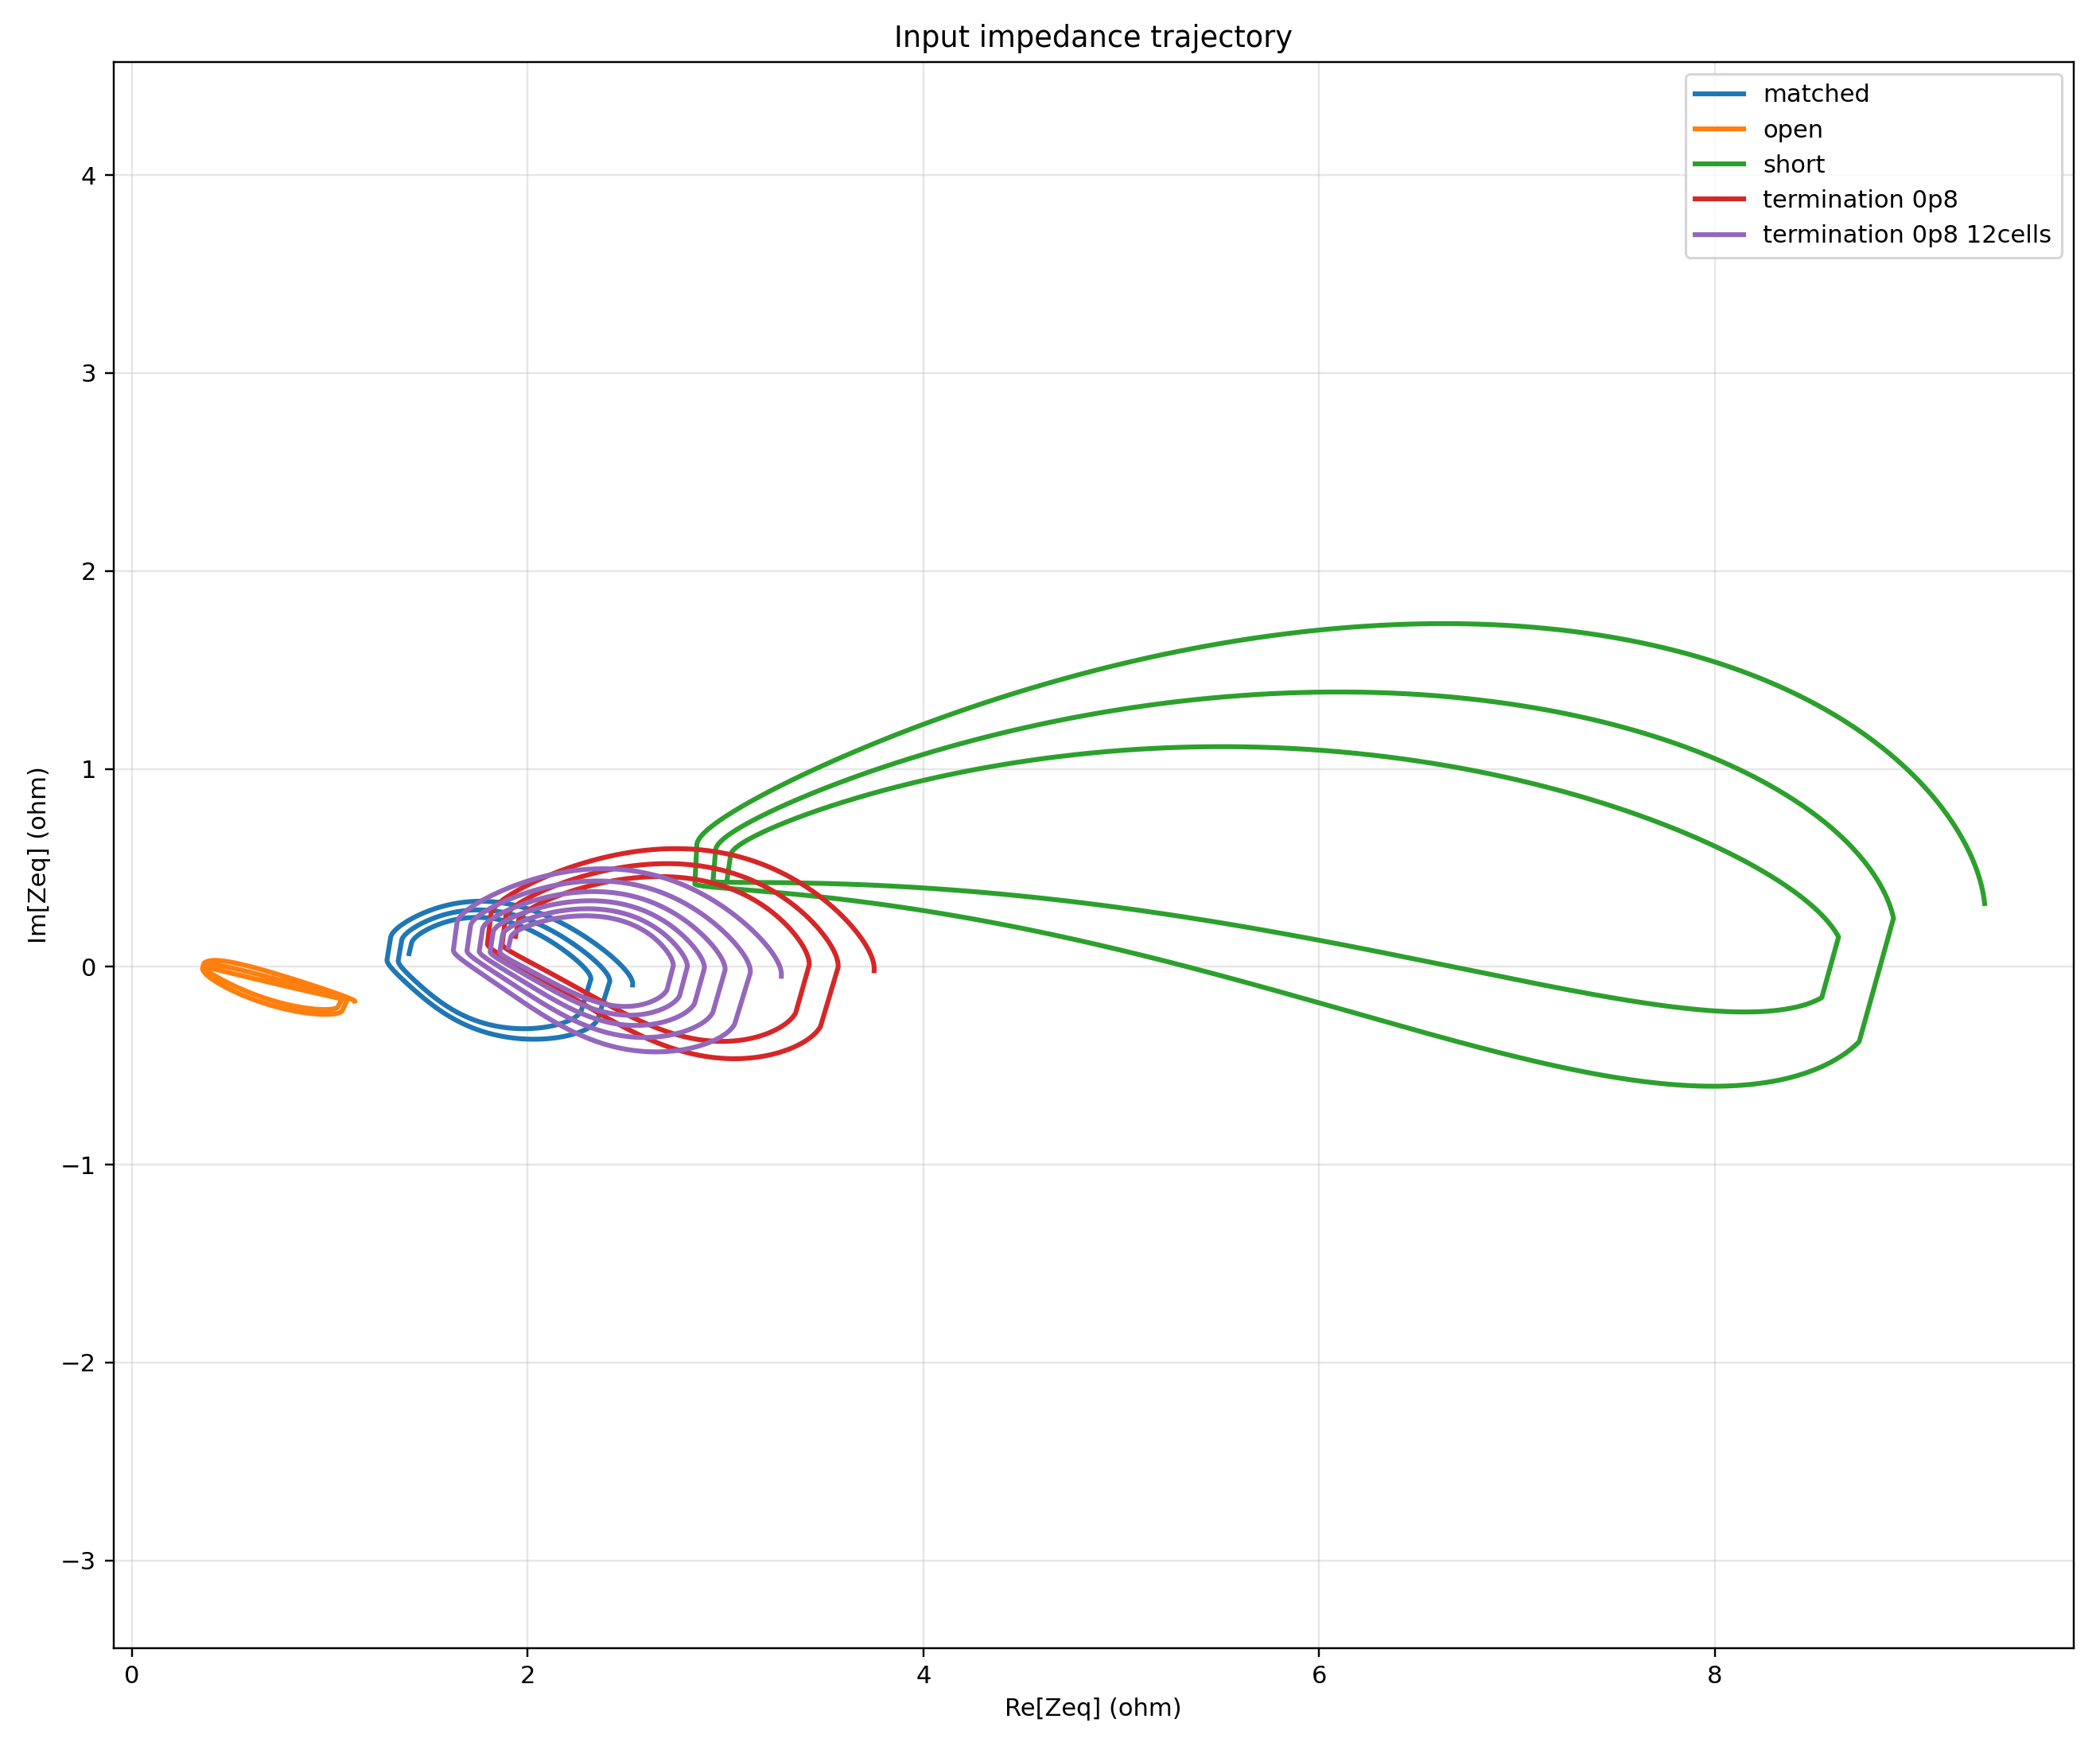 Input impedance trajectory
matched
open
short
termination 0p8
termination 0p8 12cells
4
3
2
1
0
−1
−2
−3
Im[Zeq] (ohm)
0 2 4 6 8
Re[Zeq] (ohm)